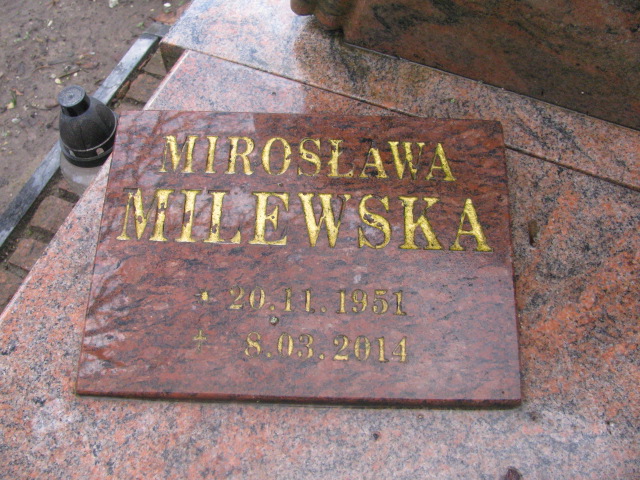 MIROSŁAWA
MILEWSKA
* 20.11.1951
+ 8.03.2014